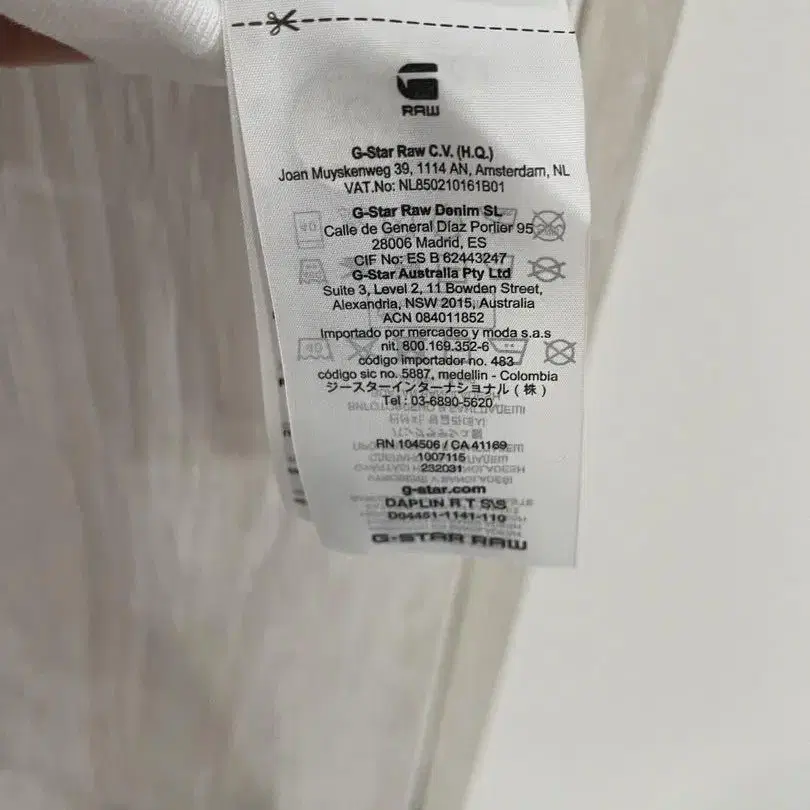 RAW
G-Star Raw C.V. (H.Q.)
Joan Muyskenweg 39, 1114 AN, Amsterdam, NL
VAT.No: NL850210161B01
G-Star Raw Denim SL
Calle de General Díaz Porlier 95
28006 Madrid, ES
CIF No: ES B 62443247
G-Star Australia Pty Ltd
Suite 3, Level 2, 11 Bowden Street,
Alexandria, NSW 2015, Australia
ACN 084011852
Importado por mercadeo y moda s.a.s
nit. 800.169.352-6
código importador no. 483
código sic no. 5887, medellin - Colombia
ジースターインターナショナル (株)
Tel : 03-6890-5620
RN 104506 / CA 41169
1007115
232031
g-star.com
DAPLIN R T S\S
D04451-1141-110
G-STAR RAW